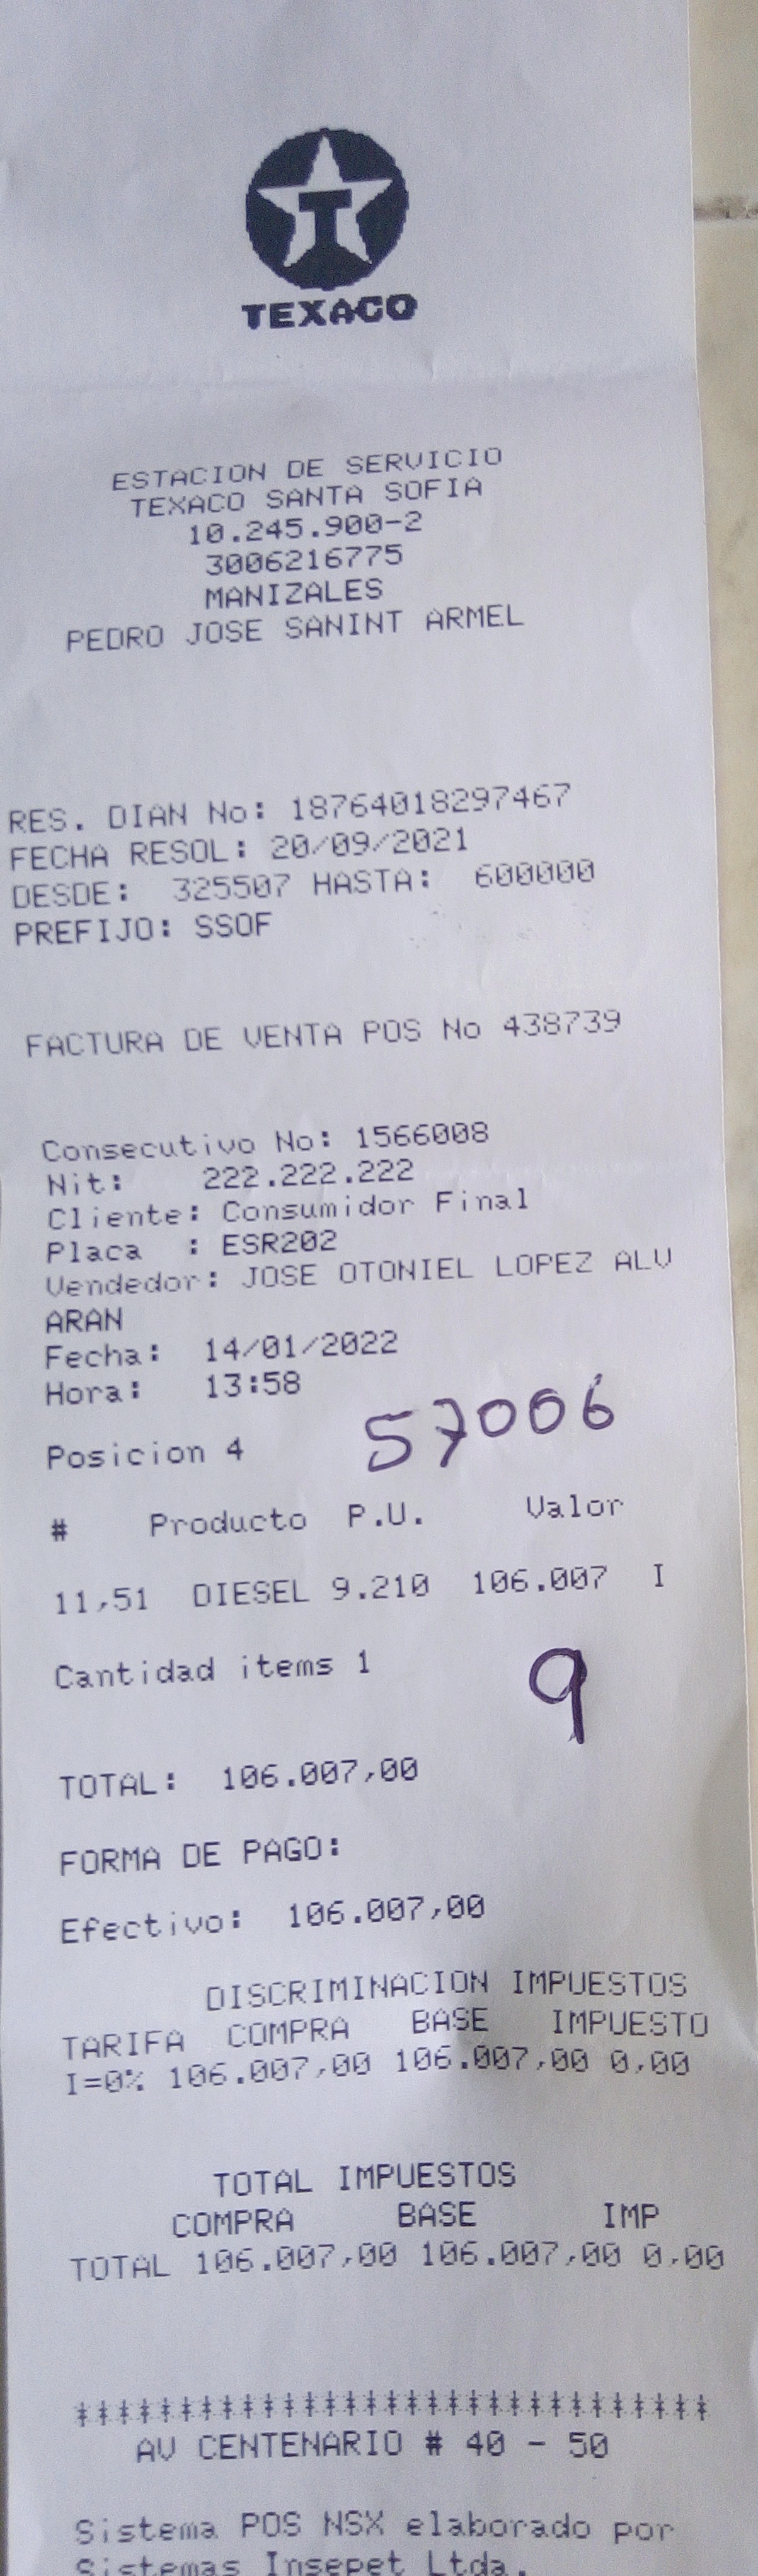 TEXACO
ESTACION DE SERVICIO
TEXACO SANTA SOFIA
10.245.900-2
3006216775
MANIZALES
PEDRO JOSE SANINT ARMEL
RES. DIAN No: 18764018297467
FECHA RESOL: 20/09/2021
DESDE: 325507 HASTA: 600000
PREFIJO: SSOF
FACTURA DE VENTA POS No 438739
Consecutivo No: 1566008
Nit: 222.222.222
Cliente: Consumidor Final
Placa : ESR202
Vendedor: JOSE OTONIEL LOPEZ ALV
ARAN
Fecha: 14/01/2022
Hora: 13:58
57006
Posicion 4
# Producto P.U. Valor
11,51 DIESEL 9.210 106.007 I
Cantidad items 1
9
TOTAL: 106.007,00
FORMA DE PAGO:
Efectivo: 106.007,00
DISCRIMINACION IMPUESTOS
TARIFA COMPRA BASE IMPUESTO
I=0% 106.007,00 106.007,00 0,00
TOTAL IMPUESTOS
COMPRA BASE IMP
TOTAL 106.007,00 106.007,00 0,00
*******************************
AV CENTENARIO # 40 - 50
Sistema POS NSX elaborado por
Sistemas Insepet Ltda.